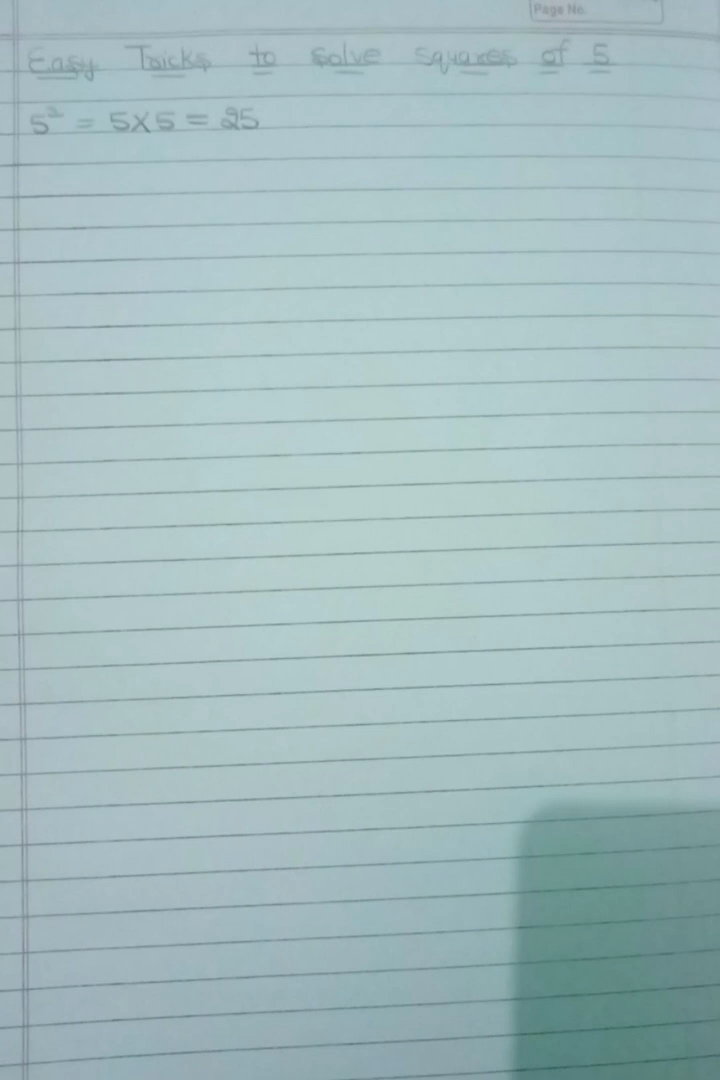 Page No.
Easy Tricks to solve squares of 5
5² = 5×5 = 25